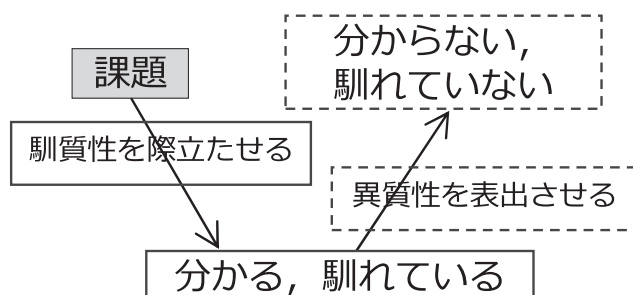 課題
分からない，
馴れていない
馴質性を際立たせる
異質性を表出させる
分かる，馴れている